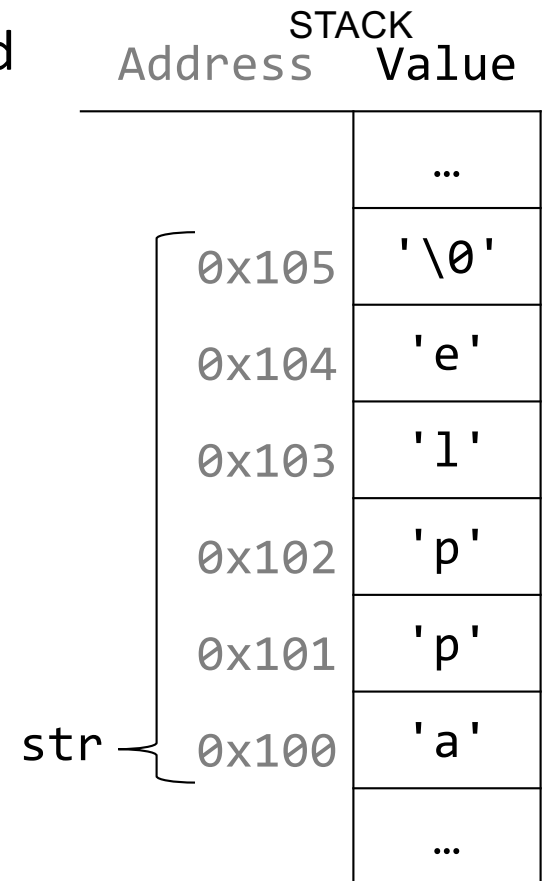 d
STACK
Address Value
…
0x105 '\0'
0x104 'e'
0x103 'l'
0x102 'p'
0x101 'p'
str 0x100 'a'
…